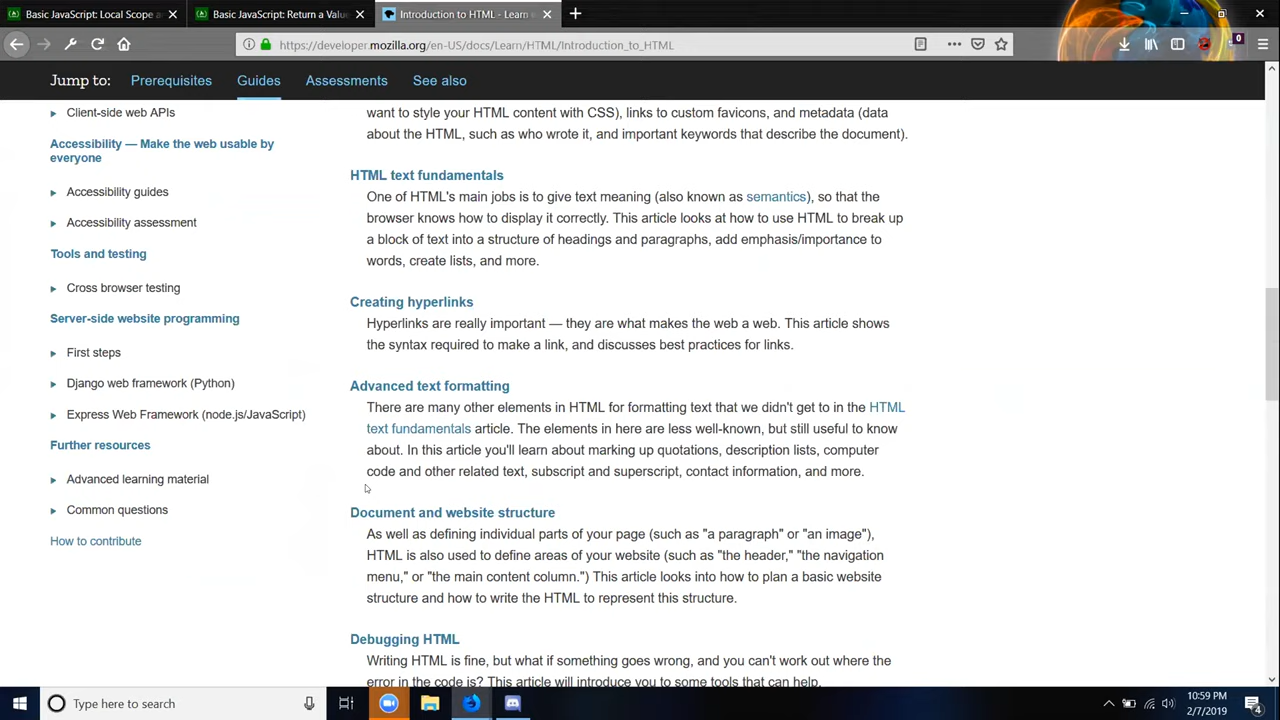 Basic JavaScript: Local Scope a
Basic JavaScript: Return a Valu
Introduction to HTML - Learn
https://developer.mozilla.org/en-US/docs/Learn/HTML/Introduction_to_HTML
0
Jump to: Prerequisites Guides Assessments See also
Client-side web APIs
Accessibility — Make the web usable by
everyone
Accessibility guides
Accessibility assessment
Tools and testing
Cross browser testing
Server-side website programming
First steps
Django web framework (Python)
Express Web Framework (node.js/JavaScript)
Further resources
Advanced learning material
Common questions
How to contribute
want to style your HTML content with CSS), links to custom favicons, and metadata (data
about the HTML, such as who wrote it, and important keywords that describe the document).
HTML text fundamentals
One of HTML's main jobs is to give text meaning (also known as semantics), so that the
browser knows how to display it correctly. This article looks at how to use HTML to break up
a block of text into a structure of headings and paragraphs, add emphasis/importance to
words, create lists, and more.
Creating hyperlinks
Hyperlinks are really important — they are what makes the web a web. This article shows
the syntax required to make a link, and discusses best practices for links.
Advanced text formatting
There are many other elements in HTML for formatting text that we didn't get to in the HTML
text fundamentals article. The elements in here are less well-known, but still useful to know
about. In this article you'll learn about marking up quotations, description lists, computer
code and other related text, subscript and superscript, contact information, and more.
Document and website structure
As well as defining individual parts of your page (such as "a paragraph" or "an image"),
HTML is also used to define areas of your website (such as "the header," "the navigation
menu," or "the main content column.") This article looks into how to plan a basic website
structure and how to write the HTML to represent this structure.
Debugging HTML
Writing HTML is fine, but what if something goes wrong, and you can't work out where the
error in the code is? This article will introduce you to some tools that can help.
Type here to search
10:59 PM
2/7/2019
4